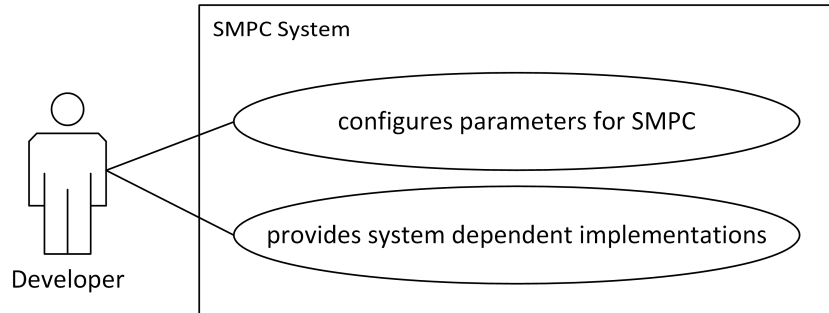 SMPC System
configures parameters for SMPC
provides system dependent implementations
Developer